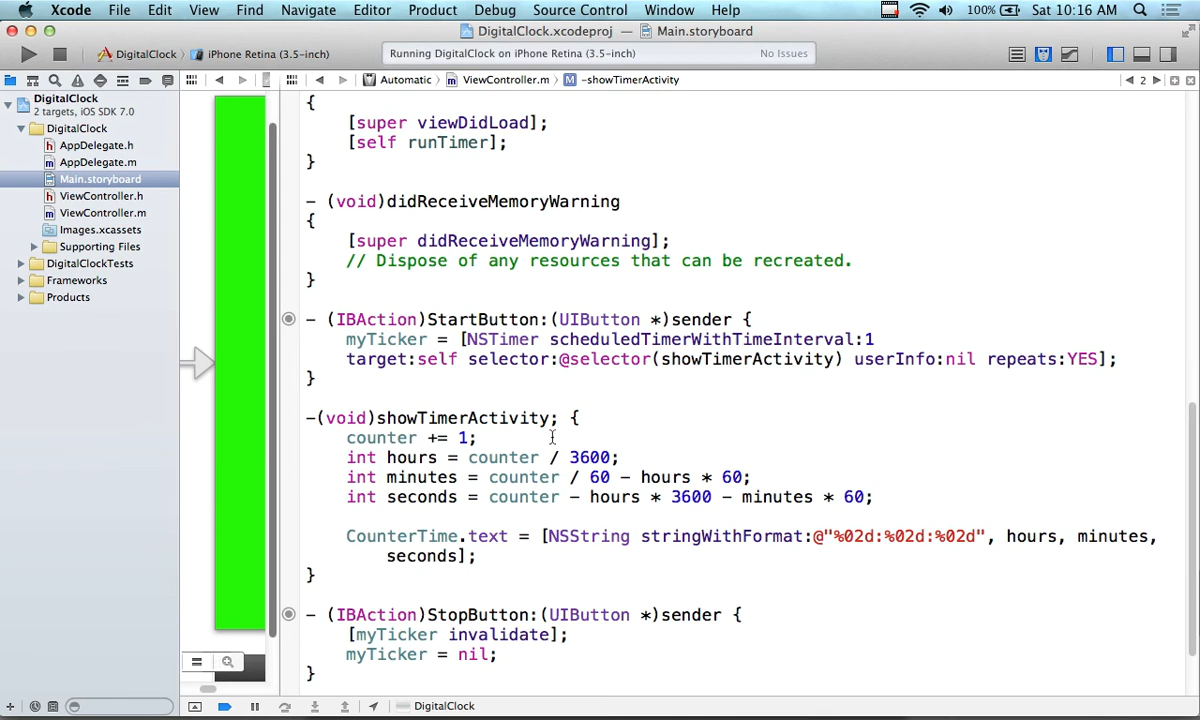 Xcode File Edit View Find Navigate Editor Product Debug Source Control Window Help 100% Sat 10:16 AM
DigitalClock.xcodeproj — Main.storyboard
DigitalClock iPhone Retina (3.5-inch) Running DigitalClock on iPhone Retina (3.5-inch) No Issues
Automatic ViewController.m M -showTimerActivity 2
DigitalClock
2 targets, iOS SDK 7.0
DigitalClock
h AppDelegate.h
m AppDelegate.m
Main.storyboard
h ViewController.h
m ViewController.m
Images.xcassets
Supporting Files
DigitalClockTests
Frameworks
Products
{
[super viewDidLoad];
[self runTimer];
}
- (void)didReceiveMemoryWarning
{
[super didReceiveMemoryWarning];
// Dispose of any resources that can be recreated.
}
- (IBAction)StartButton:(UIButton *)sender {
myTicker = [NSTimer scheduledTimerWithTimeInterval:1
target:self selector:@selector(showTimerActivity) userInfo:nil repeats:YES];
}
-(void)showTimerActivity; {
counter += 1;
int hours = counter / 3600;
int minutes = counter / 60 - hours * 60;
int seconds = counter - hours * 3600 - minutes * 60;
CounterTime.text = [NSString stringWithFormat:@"%02d:%02d:%02d", hours, minutes,
seconds];
}
- (IBAction)StopButton:(UIButton *)sender {
[myTicker invalidate];
myTicker = nil;
}
DigitalClock